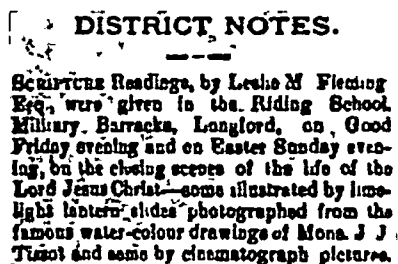 DISTRICT NOTES.
SCRIPTURE Readings, by Leslie M Fleming
Esq, were given in the Riding School,
Military Barracks, Longford, on Good
Friday evening and on Easter Sunday eve-
ing, on the closing scenes of the life of the
Lord Jesus Christ—some illustrated by lime-
light lantern slides photographed from the
famous water-colour drawings of Mons. J J
Tissot and some by cinematograph pictures.